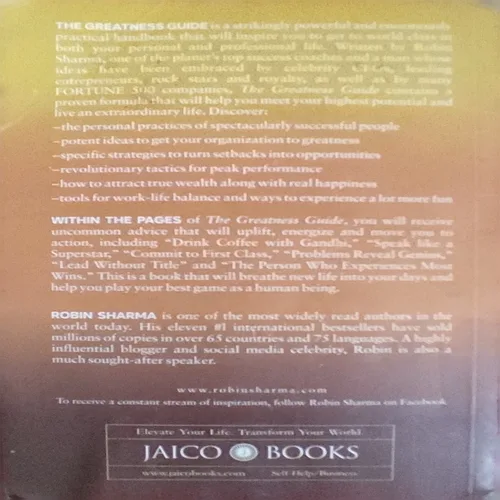 THE GREATNESS GUIDE is a strikingly powerful and enormously
practical handbook that will inspire you to get to world class in
both your personal and professional life. Written by Robin
Sharma, one of the planet's top success coaches and a man whose
ideas have been embraced by celebrity CEOs, leading
entrepreneurs, rock stars and royalty, as well as by many
FORTUNE 500 companies, The Greatness Guide contains a
proven formula that will help you meet your highest potential and
live an extraordinary life. Discover:
–the personal practices of spectacularly successful people
–potent ideas to get your organization to greatness
–specific strategies to turn setbacks into opportunities
–revolutionary tactics for peak performance
–how to attract true wealth along with real happiness
–tools for work-life balance and ways to experience a lot more fun
WITHIN THE PAGES of The Greatness Guide, you will receive
uncommon advice that will uplift, energize and move you to
action, including "Drink Coffee with Gandhi," "Speak like a
Superstar," "Commit to First Class," "Problems Reveal Genius,"
"Lead Without Title" and "The Person Who Experiences Most
Wins." This is a book that will breathe new life into your days and
help you play your best game as a human being.
ROBIN SHARMA is one of the most widely read authors in the
world today. His eleven #1 international bestsellers have sold
millions of copies in over 65 countries and 75 languages. A highly
influential blogger and social media celebrity, Robin is also a
much sought-after speaker.
www.robinsharma.com
To receive a constant stream of inspiration, follow Robin Sharma on Facebook
Elevate Your Life. Transform Your World
JAICO BOOKS
www.jaicobooks.com Self-Help/Business